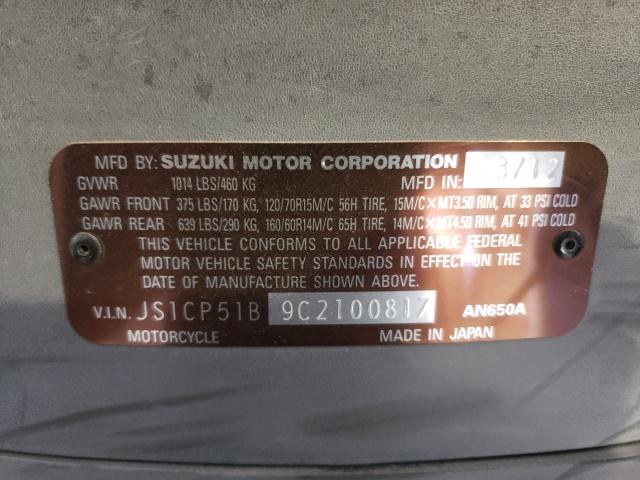 MFD BY: SUZUKI MOTOR CORPORATION 3/12
GVWR 1014 LBS/460 KG MFD IN:
GAWR FRONT 375 LBS/170 KG, 120/70R15M/C 56H TIRE, 15M/C×MT3.50 RIM, AT 33 PSI COLD
GAWR REAR 639 LBS/290 KG, 160/60R14M/C 65H TIRE, 14M/C×MT4.50 RIM, AT 41 PSI COLD
THIS VEHICLE CONFORMS TO ALL APPLICABLE FEDERAL
MOTOR VEHICLE SAFETY STANDARDS IN EFFECT ON THE
DATE OF MANUFACTURE SHOWN ABOVE.
V.I.N. JS1CP51B 9C2100817 AN650A
MOTORCYCLE MADE IN JAPAN